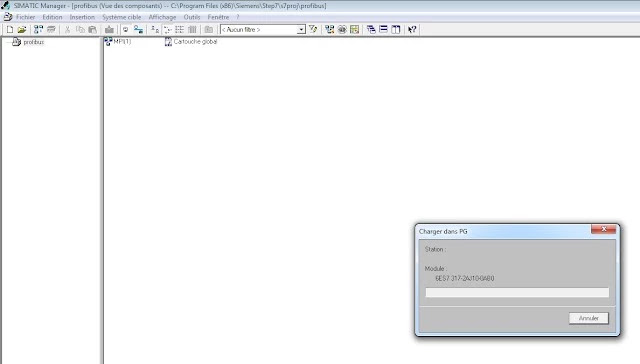 SIMATIC Manager - [profibus (Vue des composants) -- C:\Program Files (x86)\Siemens\Step7\s7proj\profibus]
Fichier Edition Insertion Système cible Affichage Outils Fenêtre ?
< Aucun filtre >
profibus
MPI(1) Cartouche global
Charger dans PG
Station :
Module :
6ES7 317-2AJ10-0AB0
Annuler